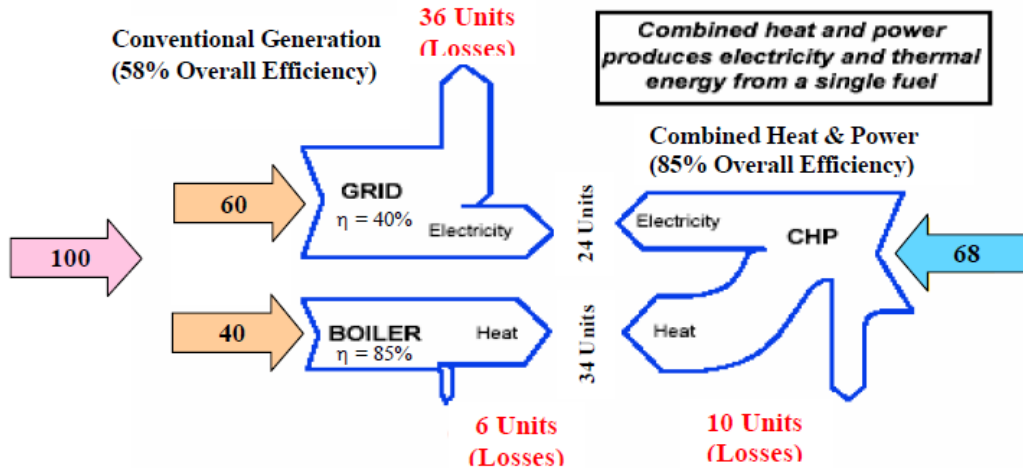 36 Units
(Losses)
Conventional Generation
(58% Overall Efficiency)
Combined heat and power
produces electricity and thermal
energy from a single fuel
Combined Heat & Power
(85% Overall Efficiency)
GRID
η = 40%
Electricity
60
100
24 Units
Electricity
CHP
68
40
BOILER
η = 85%
Heat
34 Units
Heat
6 Units
(Losses)
10 Units
(Losses)